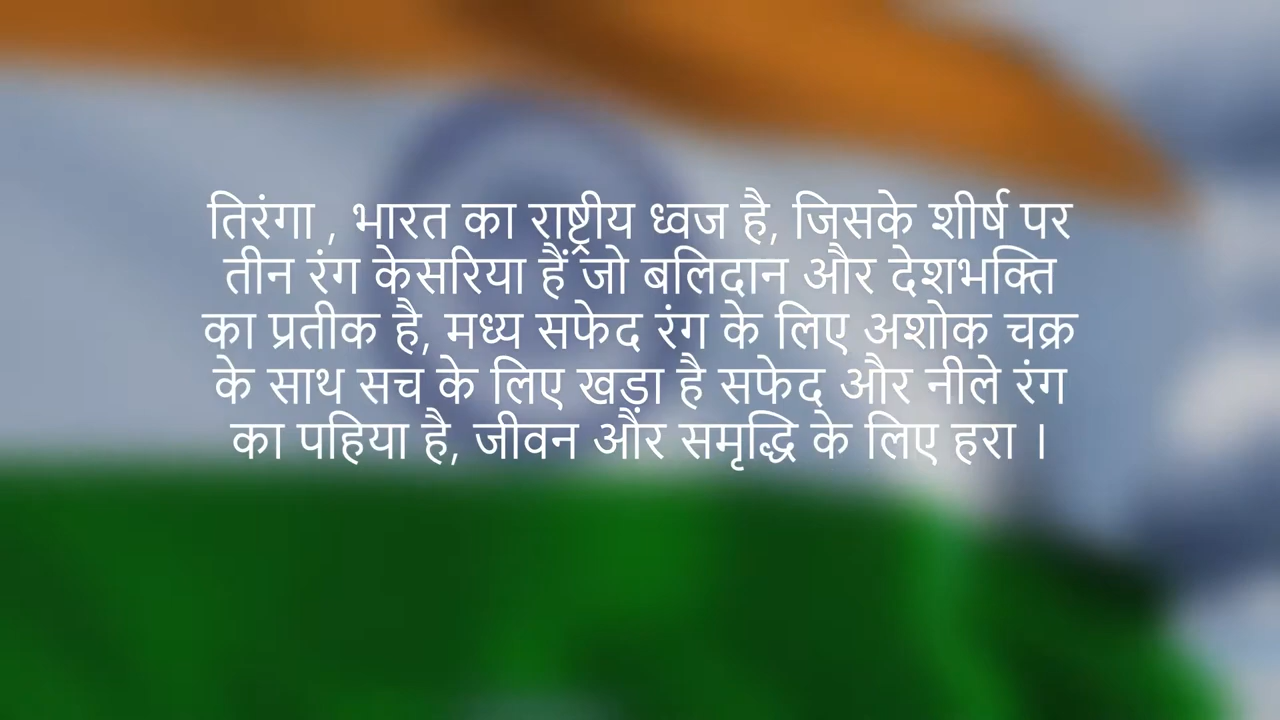 तिरंगा , भारत का राष्ट्रीय ध्वज है, जिसके शीर्ष पर
तीन रंग केसरिया हैं जो बलिदान और देशभक्ति
का प्रतीक है, मध्य सफेद रंग के लिए अशोक चक्र
के साथ सच के लिए खड़ा है सफेद और नीले रंग
का पहिया है, जीवन और समृद्धि के लिए हरा ।